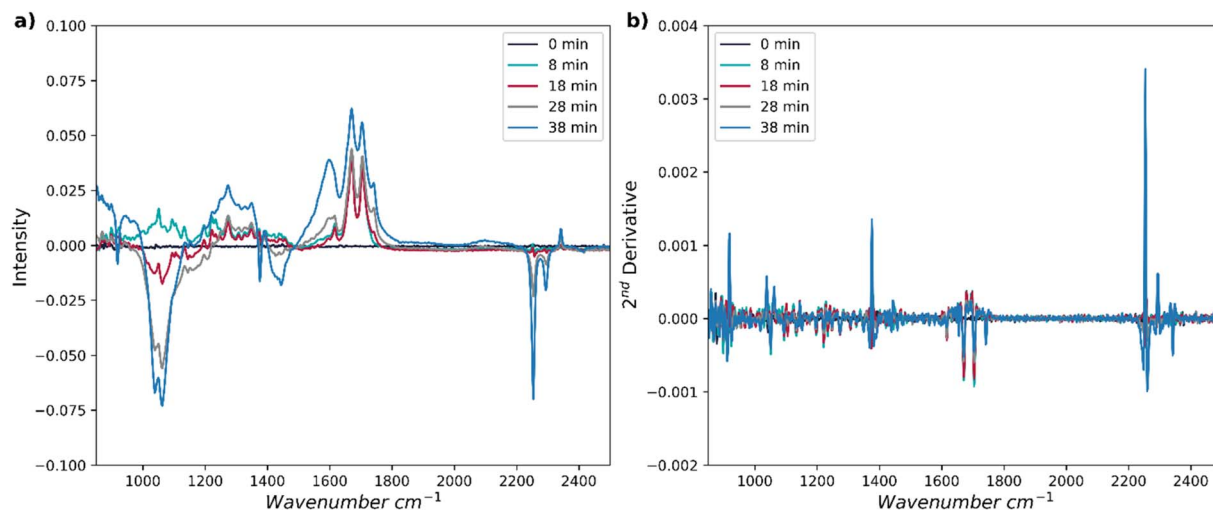 a)
0.100
0.075
0.050
0.025
0.000
−0.025
−0.050
−0.075
−0.100
Intensity
0 min
8 min
18 min
28 min
38 min
1000 1200 1400 1600 1800 2000 2200 2400
Wavenumber cm⁻¹
b)
0.004
0.003
0.002
0.001
0.000
−0.001
−0.002
2ⁿᵈ Derivative
0 min
8 min
18 min
28 min
38 min
1000 1200 1400 1600 1800 2000 2200 2400
Wavenumber cm⁻¹